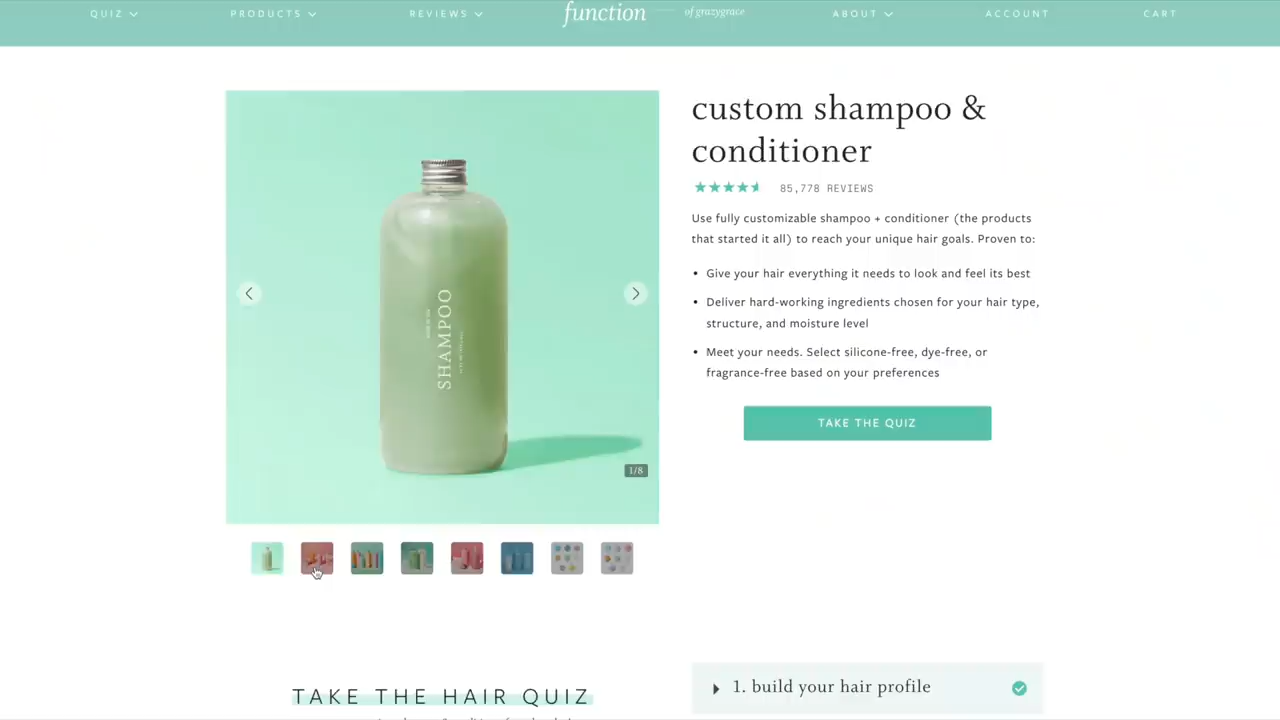 QUIZ
PRODUCTS
REVIEWS
function
of grazygrace
ABOUT
ACCOUNT
CART
SHAMPOO
1/8
custom shampoo &
conditioner
85,778 REVIEWS
Use fully customizable shampoo + conditioner (the products
that started it all) to reach your unique hair goals. Proven to:
• Give your hair everything it needs to look and feel its best
• Deliver hard-working ingredients chosen for your hair type,
structure, and moisture level
• Meet your needs. Select silicone-free, dye-free, or
fragrance-free based on your preferences
TAKE THE QUIZ
TAKE THE HAIR QUIZ
1. build your hair profile